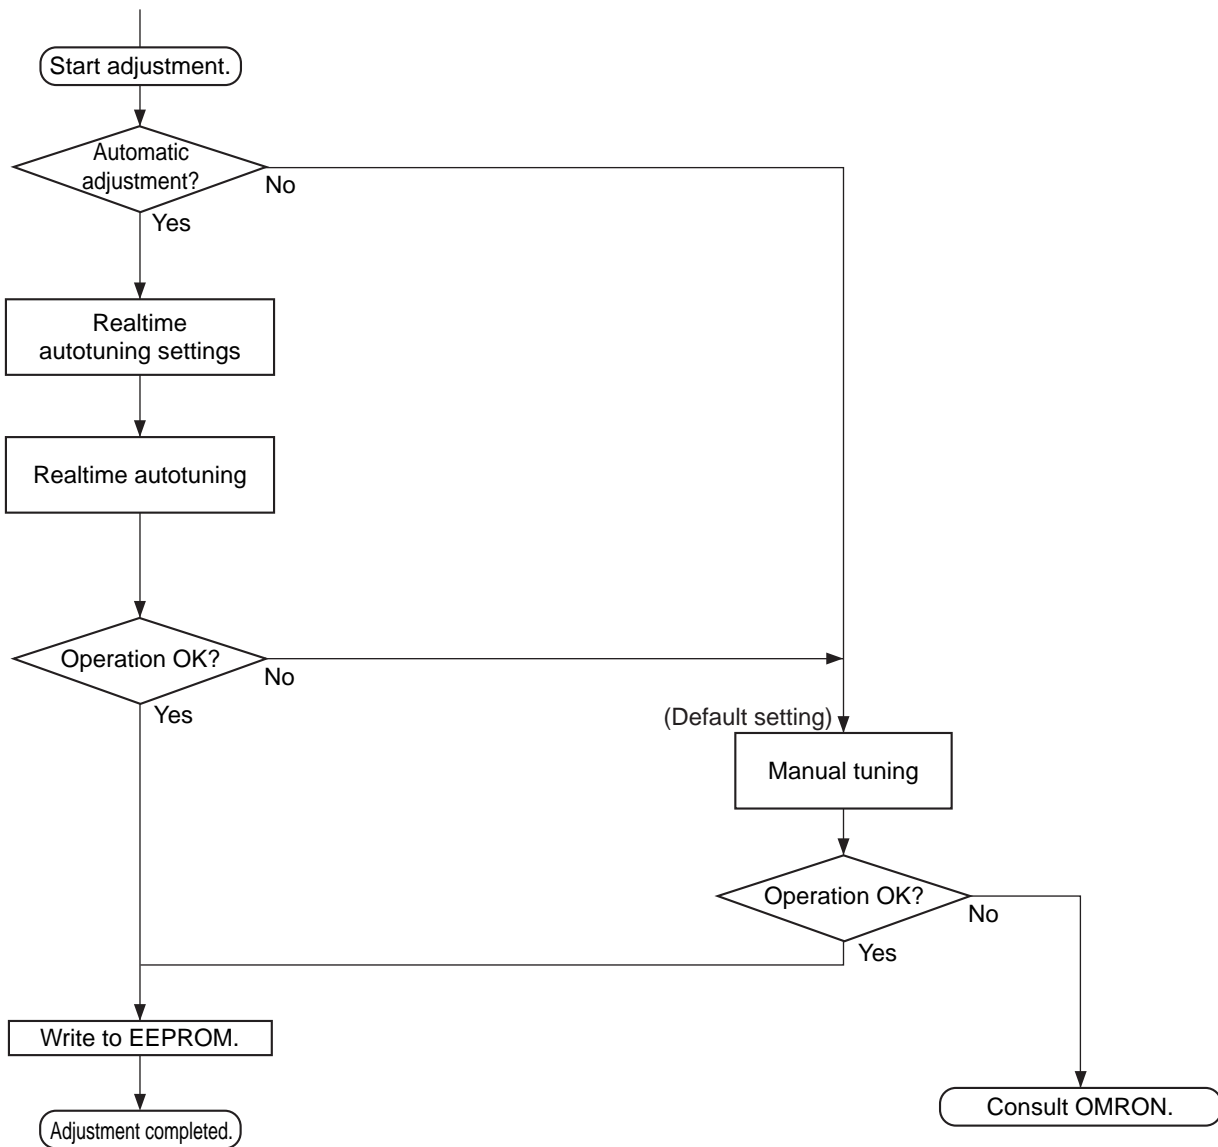 Start adjustment.
Automatic
adjustment?
No
Yes
Realtime
autotuning settings
Realtime autotuning
Operation OK?
No
Yes
(Default setting)
Manual tuning
Operation OK?
No
Yes
Write to EEPROM.
Consult OMRON.
Adjustment completed.